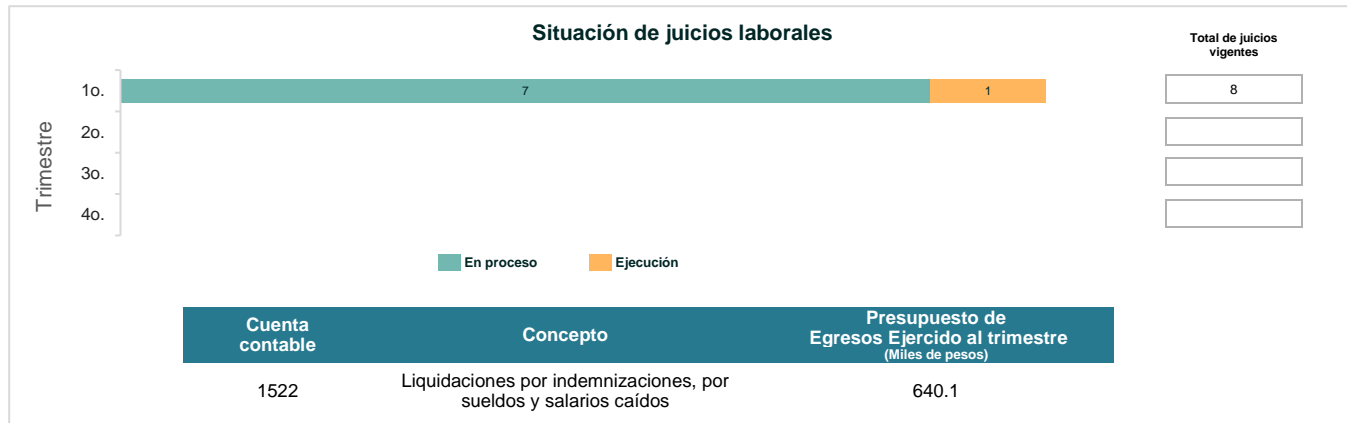 Situación de juicios laborales
Total de juicios
vigentes
Trimestre
1o.
7
1
8
2o.
3o.
4o.
En proceso
Ejecución
Cuenta
contable
Concepto
Presupuesto de
Egresos Ejercido al trimestre
(Miles de pesos)
1522
Liquidaciones por indemnizaciones, por
sueldos y salarios caídos
640.1